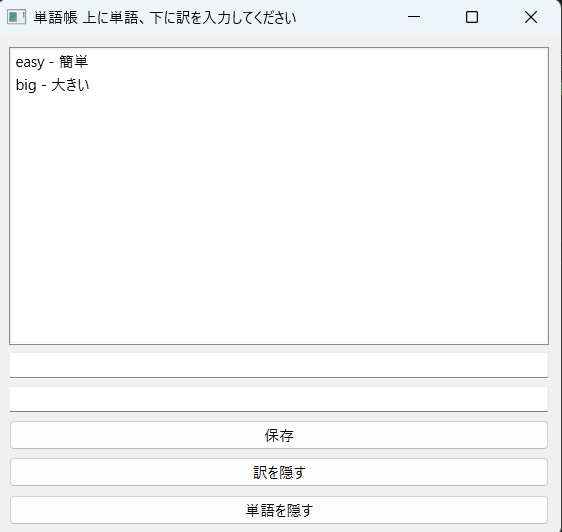 単語帳 上に単語、下に訳を入力してください
easy - 簡単
big - 大きい
保存
訳を隠す
単語を隠す